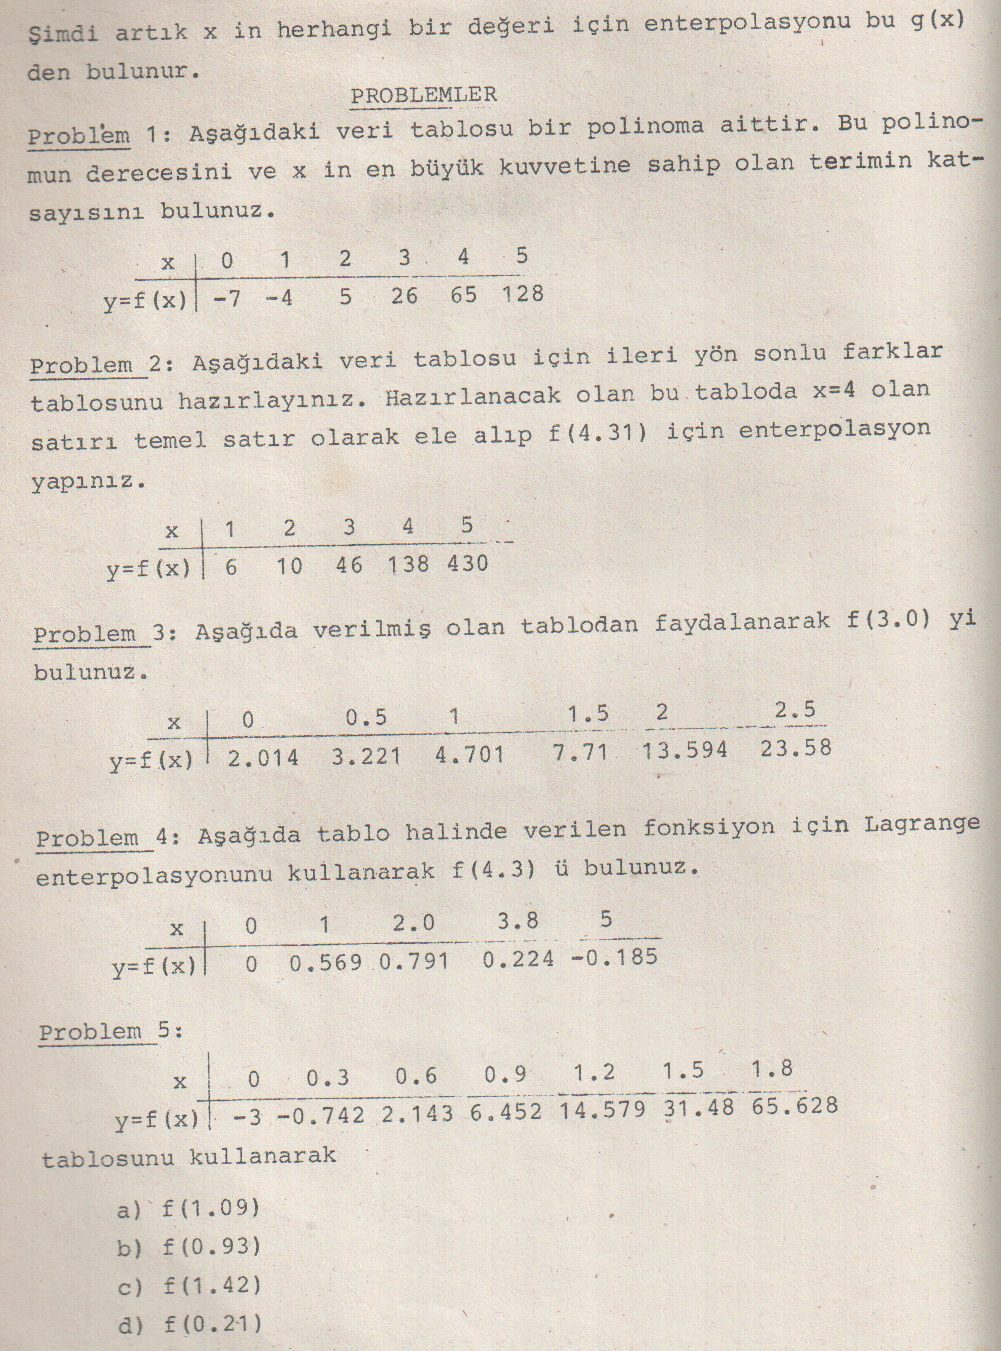 Şimdi artık x in herhangi bir değeri için enterpolasyonu bu g(x)
den bulunur.
PROBLEMLER
Problem 1: Aşağıdaki veri tablosu bir polinoma aittir. Bu polino-
mun derecesini ve x in en büyük kuvvetine sahip olan terimin kat-
sayısını bulunuz.
x 0 1 2 3 4 5
y=f(x) -7 -4 5 26 65 128
Problem 2: Aşağıdaki veri tablosu için ileri yön sonlu farklar
tablosunu hazırlayınız. Hazırlanacak olan bu tabloda x=4 olan
satırı temel satır olarak ele alıp f(4.31) için enterpolasyon
yapınız.
x 1 2 3 4 5
y=f(x) 6 10 46 138 430
Problem 3: Aşağıda verilmiş olan tablodan faydalanarak f(3.0) yi
bulunuz.
x 0 0.5 1 1.5 2 2.5
y=f(x) 2.014 3.221 4.701 7.71 13.594 23.58
Problem 4: Aşağıda tablo halinde verilen fonksiyon için Lagrange
enterpolasyonunu kullanarak f(4.3) ü bulunuz.
x 0 1 2.0 3.8 5
y=f(x) 0 0.569 0.791 0.224 -0.185
Problem 5:
x 0 0.3 0.6 0.9 1.2 1.5 1.8
y=f(x) -3 -0.742 2.143 6.452 14.579 31.48 65.628
tablosunu kullanarak
a) f(1.09)
b) f(0.93)
c) f(1.42)
d) f(0.21)